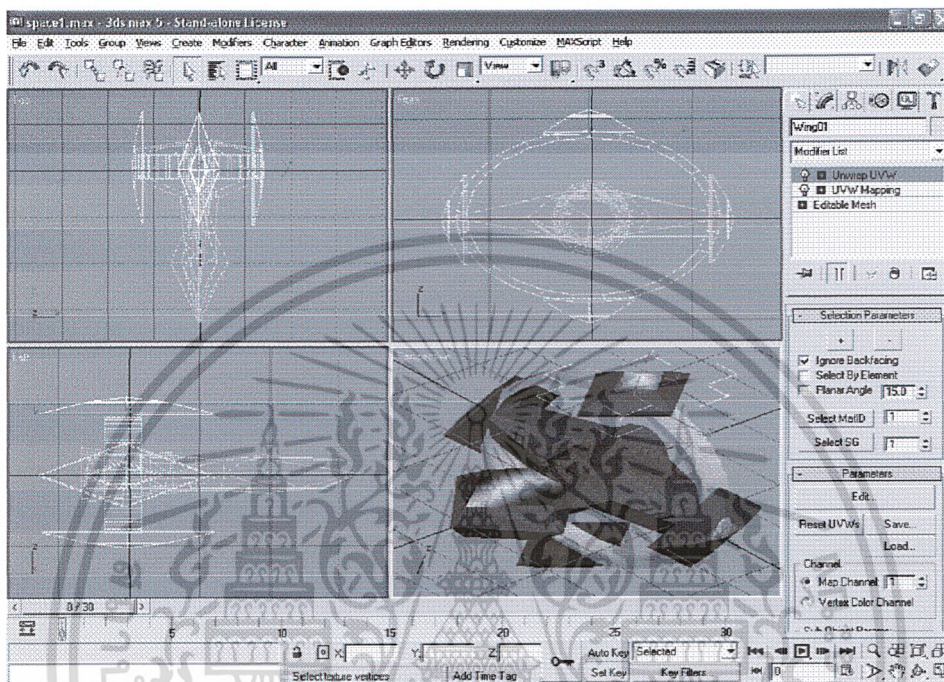 space1.max - 3ds max 5 - Stand-alone License
File Edit Tools Group Views Create Modifiers Character Animation Graph Editors Rendering Customize MAXScript Help
All
View
Wing01
Modifier List
Unwrap UVW
UVW Mapping
Editable Mesh
Selection Parameters
+ -
Ignore Backfacing
Select By Element
Planar Angle 15.0
Select MatID 1
Select SG 1
Parameters
Edit...
Reset UVWs Save...
Load...
Channel
Map Channel: 1
Vertex Color Channel
Sub Object Params
0 / 30
5 10 15 20 25 30
X: Y: Z:
Auto Key Selected
Select texture vertices Add Time Tag Set Key Key Filters... 0